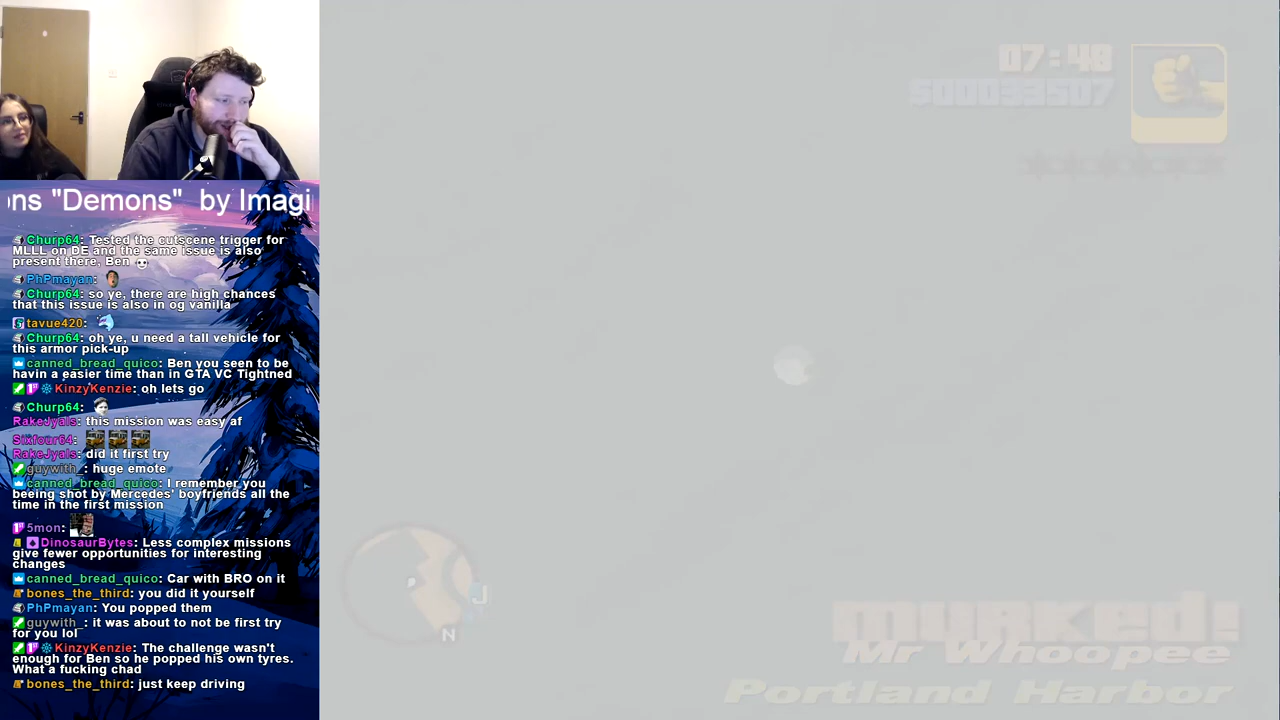 ns "Demons"  by Imagi
Churp64: Tested the cutscene trigger for
MLLL on DE and the same issue is also
present there, Ben
PhPmayan:
Churp64: so ye, there are high chances
that this issue is also in og vanilla
tavue420:
Churp64: oh ye, u need a tall vehicle for
this armor pick-up
canned_bread_quico: Ben you seen to be
havin a easier time than in GTA VC Tightned
KinzyKenzie: oh lets go
Churp64:
RakeJyals: this mission was easy af
Sixfour64:
RakeJyals: did it first try
guywith_: huge emote
canned_bread_quico: I remember you
beeing shot by Mercedes' boyfriends all the
time in the first mission
5mon:
DinosaurBytes: Less complex missions
give fewer opportunities for interesting
changes
canned_bread_quico: Car with BRO on it
bones_the_third: you did it yourself
PhPmayan: You popped them
guywith_: it was about to not be first try
for you lol
KinzyKenzie: The challenge wasn't
enough for Ben so he popped his own tyres.
What a fucking chad
bones_the_third: just keep driving
07:48
$00033507
J
N
murked!
Mr Whoopee
Portland Harbor